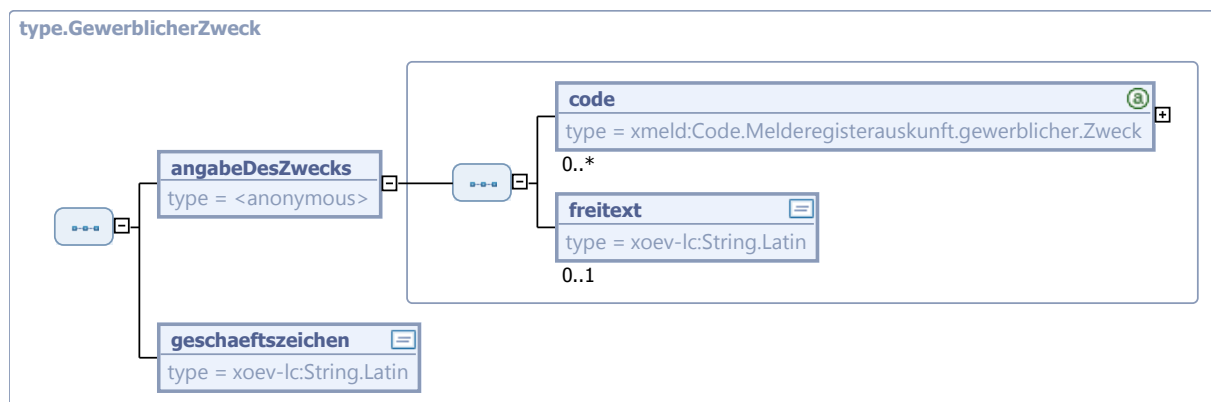 type.GewerblicherZweck
code
type = xmeld:Code.Melderegisterauskunft.gewerblicher.Zweck
0..*
angabeDesZwecks
type = <anonymous>
freitext
type = xoev-lc:String.Latin
0..1
geschaeftszeichen
type = xoev-lc:String.Latin